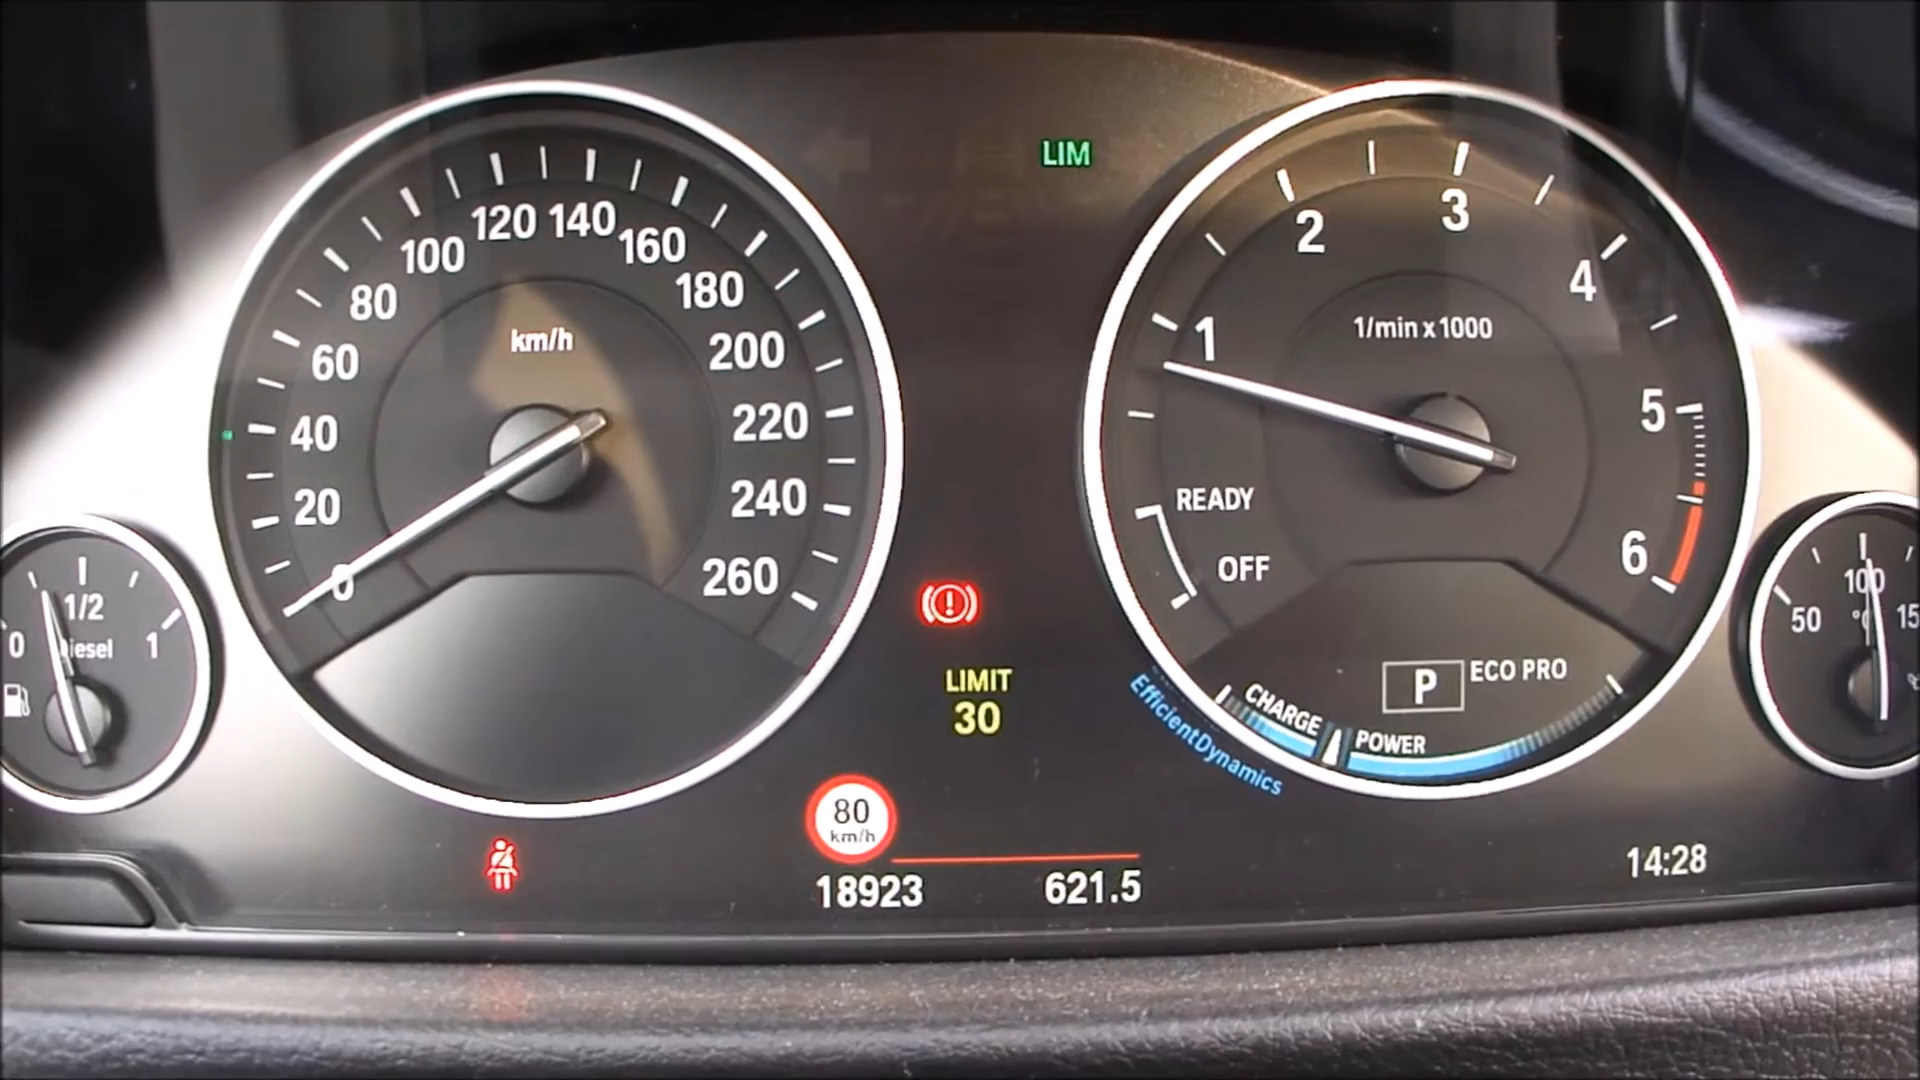 LIM
km/h
0
20
40
60
80
100
120
140
160
180
200
220
240
260
1/min x 1000
1
2
3
4
5
6
READY
OFF
P
ECO PRO
CHARGE
POWER
EfficientDynamics
0
1/2
1
50
100
LIMIT
30
80
km/h
18923
621.5
14:28